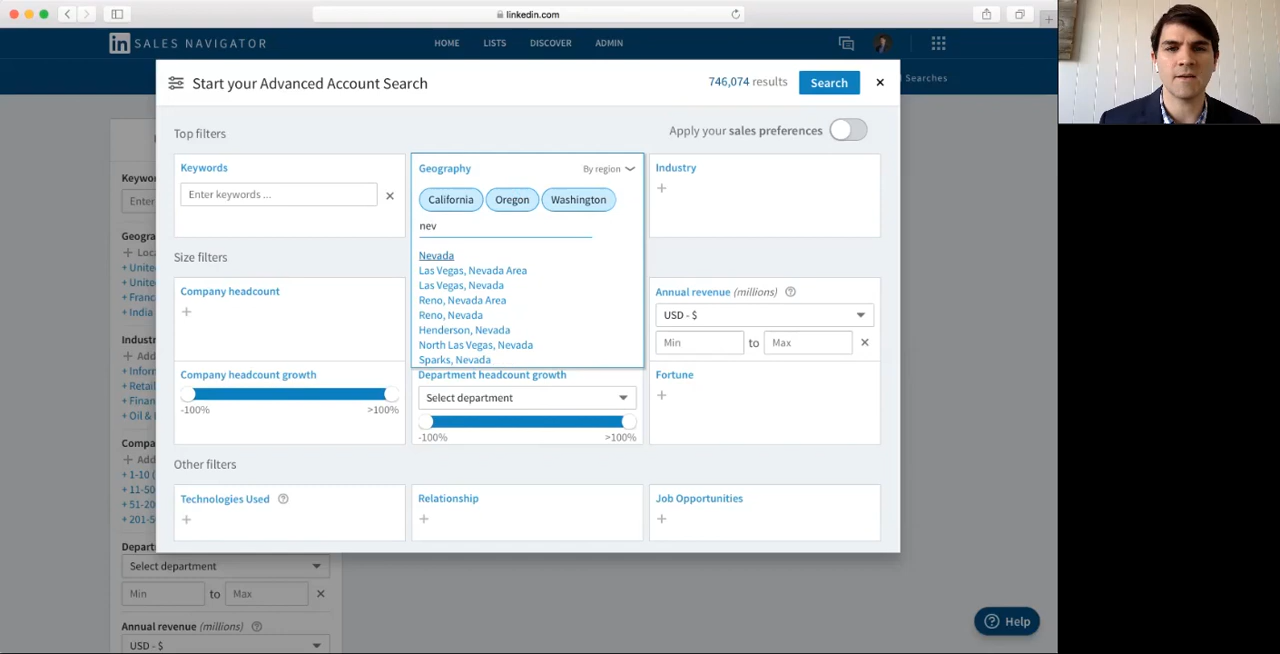 linkedin.com
in SALES NAVIGATOR
HOME
LISTS
DISCOVER
ADMIN
Searches
Start your Advanced Account Search
746,074 results
Search
Top filters
Apply your sales preferences
Keywords
Enter keywords ...
Geography
By region
California
Oregon
Washington
nev
Nevada
Las Vegas, Nevada Area
Las Vegas, Nevada
Reno, Nevada Area
Reno, Nevada
Henderson, Nevada
North Las Vegas, Nevada
Sparks, Nevada
Industry
+
Size filters
Company headcount
+
Annual revenue (millions)
USD - $
Min
to
Max
Company headcount growth
-100%
>100%
Department headcount growth
Select department
-100%
>100%
Fortune
+
Other filters
Technologies Used
+
Relationship
+
Job Opportunities
+
Keywo
Enter
Geogra
+ Loc
+ Unite
+ Unite
+ Franc
+ India
Industr
+ Add
+ Inforr
+ Retail
+ Finan
+ Oil &
Compa
+ Add
+ 1-10 (
+ 11-50
+ 51-20
+ 201-5
Depart
Select department
Min
to
Max
Annual revenue (millions)
USD - $
Help